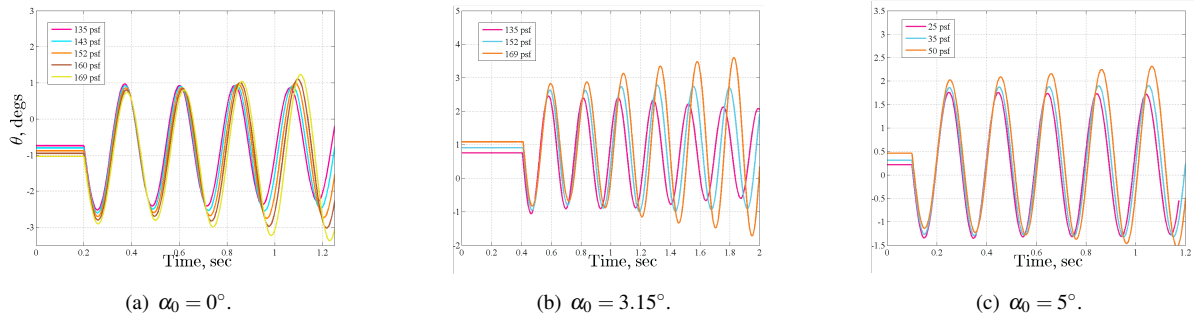 3
2
1
0
-1
-2
-3
θ, degs
135 psf
143 psf
152 psf
160 psf
169 psf
0
0.2
0.4
0.6
0.8
1
1.2
Time, sec
(a) α₀ = 0°.
5
4
3
2
1
0
-1
-2
135 psf
152 psf
169 psf
0
0.2
0.4
0.6
0.8
1
1.2
1.4
1.6
1.8
2
Time, sec
(b) α₀ = 3.15°.
3.5
3
2.5
2
1.5
1
0.5
0
-0.5
-1
-1.5
25 psf
35 psf
50 psf
0
0.2
0.4
0.6
0.8
1
1.2
Time, sec
(c) α₀ = 5°.